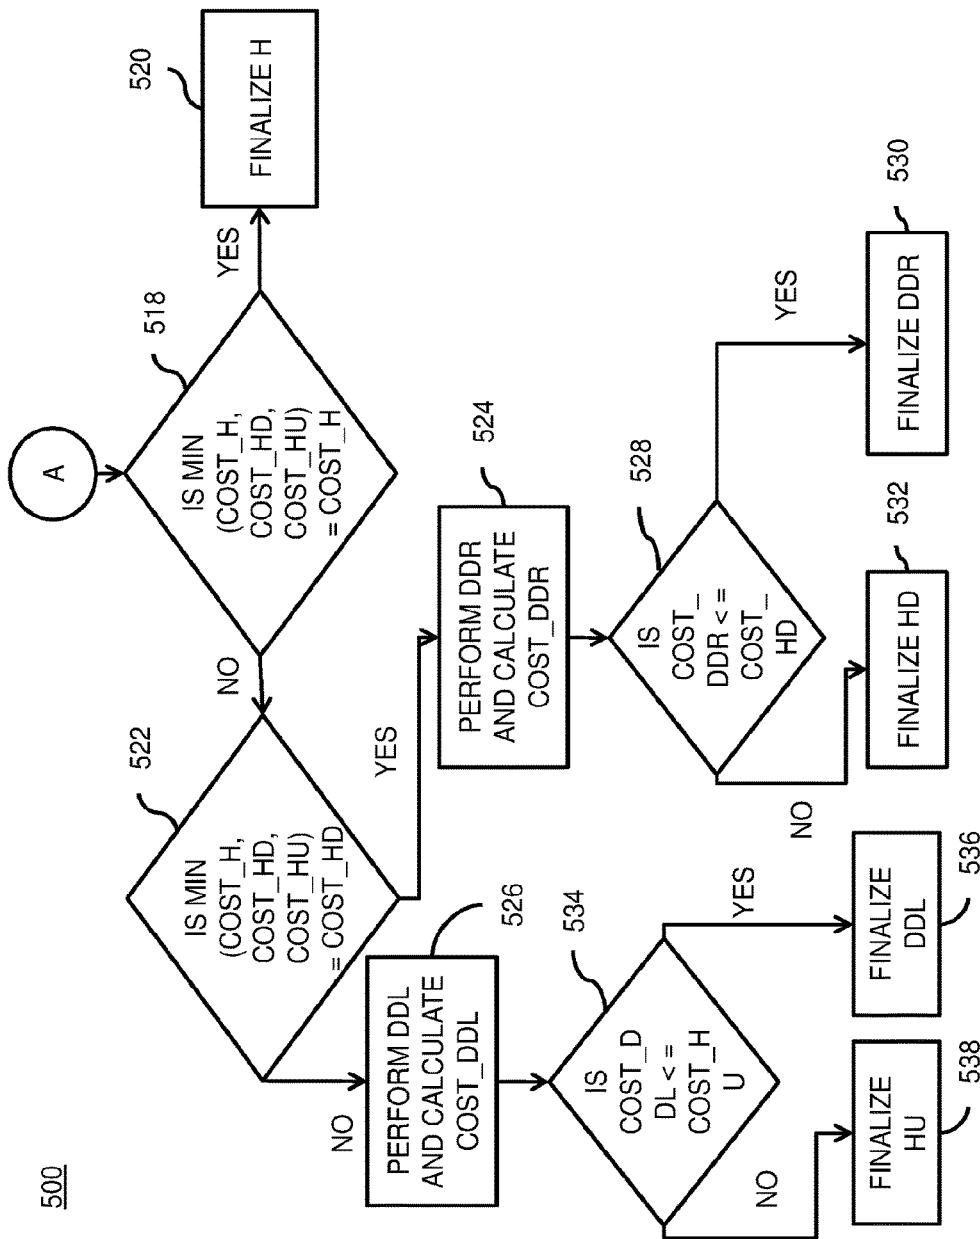 500
A
IS MIN
(COST_H,
COST_HD,
COST_HU)
= COST_H
518
YES
FINALIZE H
520
NO
IS MIN
(COST_H,
COST_HD,
COST_HU)
= COST_HD
522
YES
PERFORM DDR
AND CALCULATE
COST_DDR
524
NO
PERFORM DDL
AND CALCULATE
COST_DDL
526
IS
COST_
DDR <=
COST_
HD
528
YES
FINALIZE DDR
530
NO
FINALIZE HD
532
IS
COST_D
DL <=
COST_H
U
534
YES
FINALIZE
DDL
536
NO
FINALIZE
HU
538